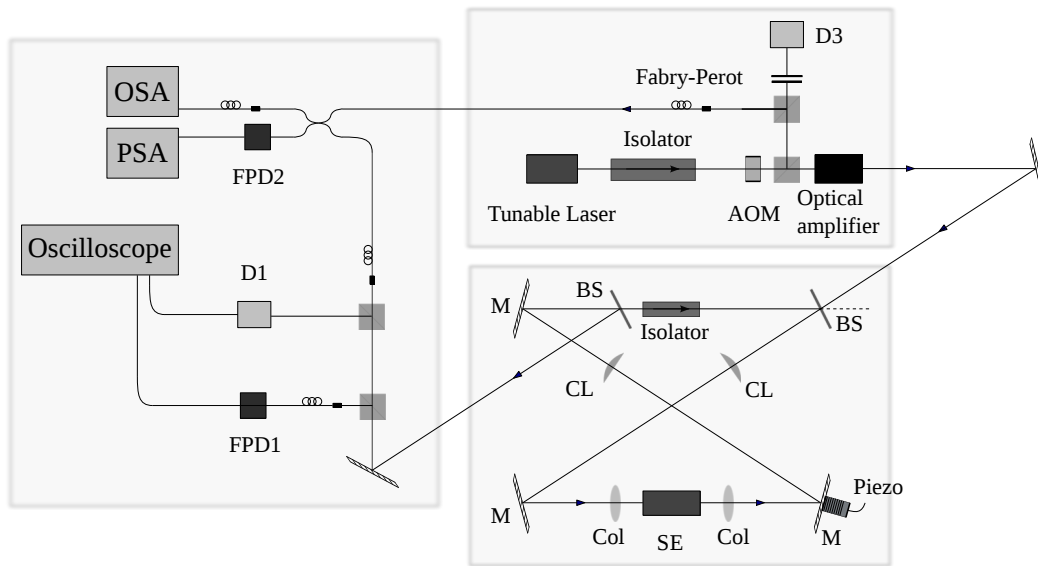 D3
Fabry-Perot
OSA
Isolator
PSA
FPD2
Tunable Laser
AOM
Optical
amplifier
Oscilloscope
D1
BS
M
Isolator
BS
CL
CL
FPD1
Piezo
M
Col
SE
Col
M